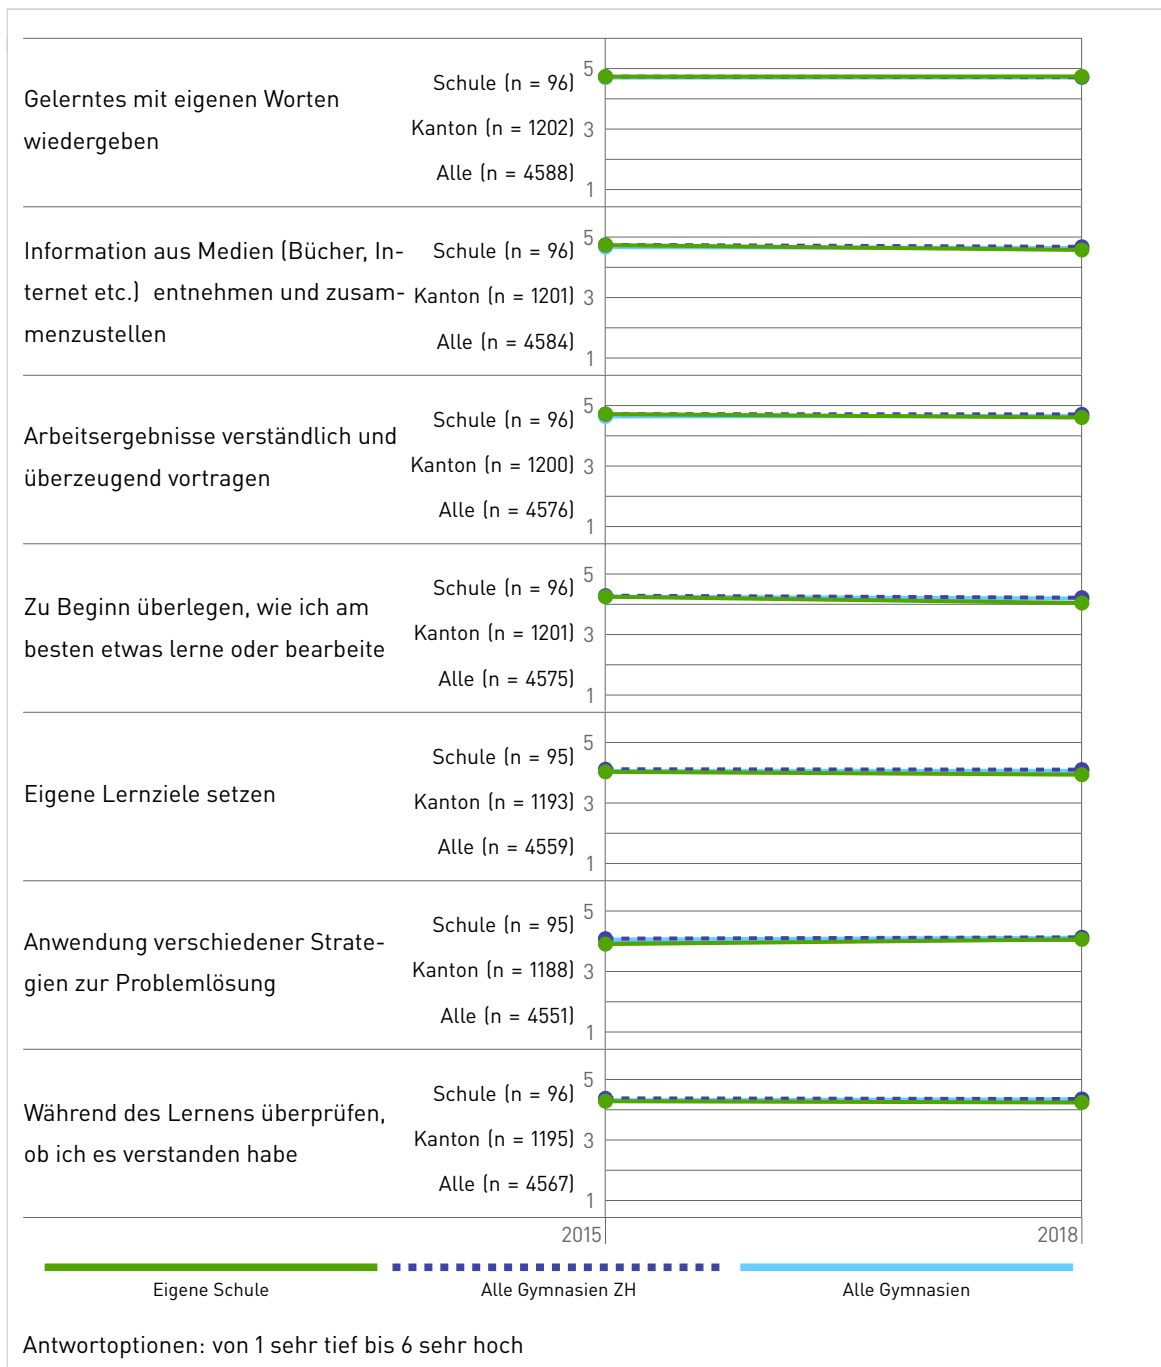 Gelerntes mit eigenen Worten
wiedergeben
Schule (n = 96)
Kanton (n = 1202)
Alle (n = 4588)
5
3
1
Information aus Medien (Bücher, In-
ternet etc.) entnehmen und zusam-
menzustellen
Schule (n = 96)
Kanton (n = 1201)
Alle (n = 4584)
5
3
1
Arbeitsergebnisse verständlich und
überzeugend vortragen
Schule (n = 96)
Kanton (n = 1200)
Alle (n = 4576)
5
3
1
Zu Beginn überlegen, wie ich am
besten etwas lerne oder bearbeite
Schule (n = 96)
Kanton (n = 1201)
Alle (n = 4575)
5
3
1
Eigene Lernziele setzen
Schule (n = 95)
Kanton (n = 1193)
Alle (n = 4559)
5
3
1
Anwendung verschiedener Strate-
gien zur Problemlösung
Schule (n = 95)
Kanton (n = 1188)
Alle (n = 4551)
5
3
1
Während des Lernens überprüfen,
ob ich es verstanden habe
Schule (n = 96)
Kanton (n = 1195)
Alle (n = 4567)
5
3
1
2015 2018
Eigene Schule Alle Gymnasien ZH Alle Gymnasien
Antwortoptionen: von 1 sehr tief bis 6 sehr hoch